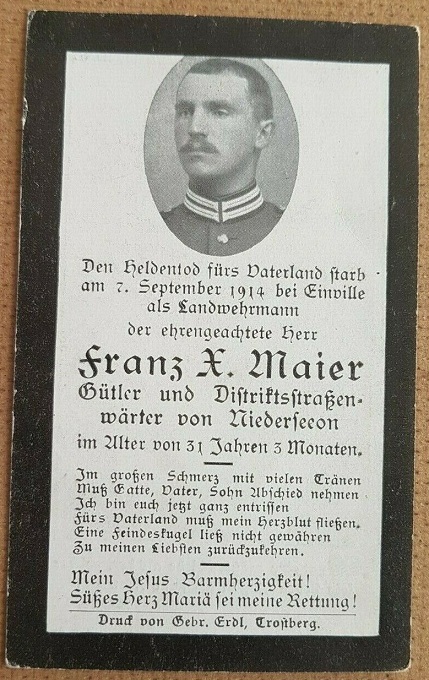 Den Heldentod fürs Vaterland starb
am 7. September 1914 bei Einville
als Landwehrmann
der ehrengeachtete Herr
Franz X. Maier
Gütler und Distriktsstraßen-
wärter von Niederseeon
im Alter von 31 Jahren 3 Monaten.
Im großen Schmerz mit vielen Tränen
Muß Gatte, Vater, Sohn Abschied nehmen
Ich bin euch jetzt ganz entrissen
Fürs Vaterland muß mein Herzblut fließen.
Eine Feindeskugel ließ nicht gewähren
Zu meinen Liebsten zurückzukehren.
Mein Jesus Barmherzigkeit!
Süßes Herz Mariä sei meine Rettung!
Druck von Gebr. Erdl, Trostberg.